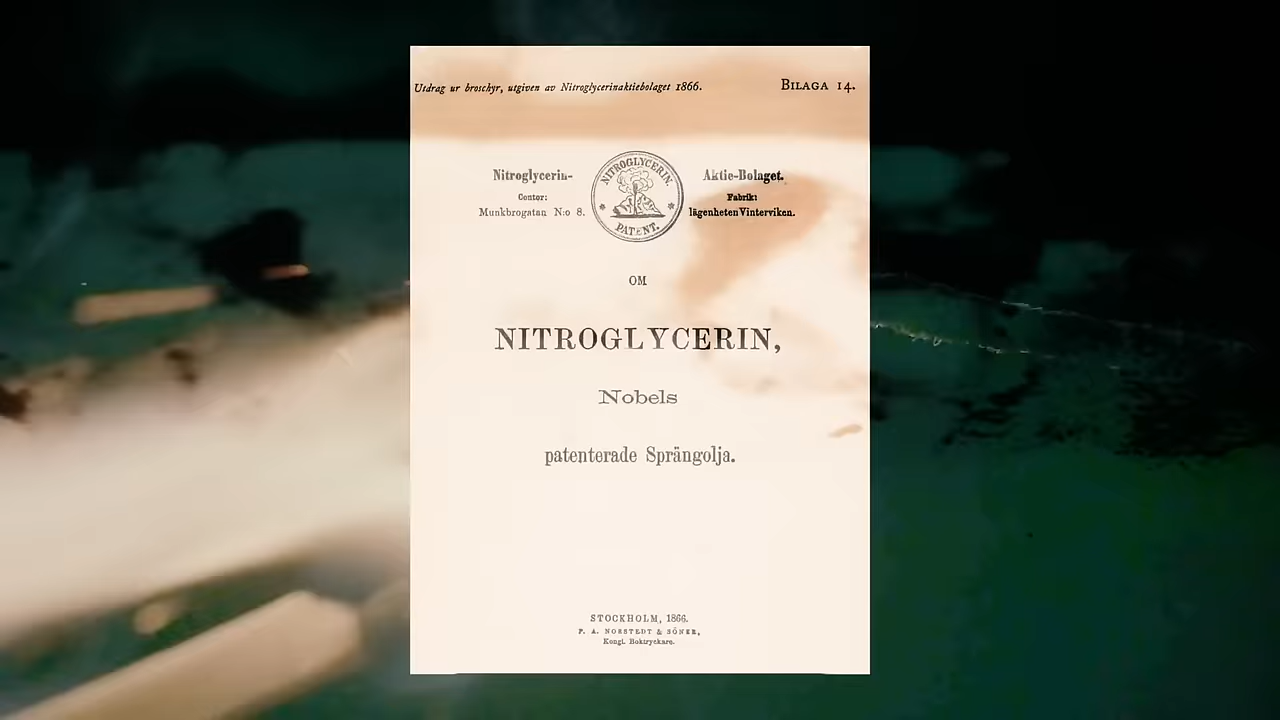 Utdrag ur broschyr, utgiven av Nitroglycerinaktiebolaget 1866.
BILAGA 14.
Nitroglycerin-
Contor:
Munkbrogatan N:o 8.
NITROGLYCERIN.
PATENT.
Aktie-Bolaget.
Fabrik:
lägenheten Vinterviken.
OM
NITROGLYCERIN,
Nobels
patenterade Sprängolja.
STOCKHOLM, 1866.
P. A. NORSTEDT & SÖNER,
Kongl. Boktryckare.